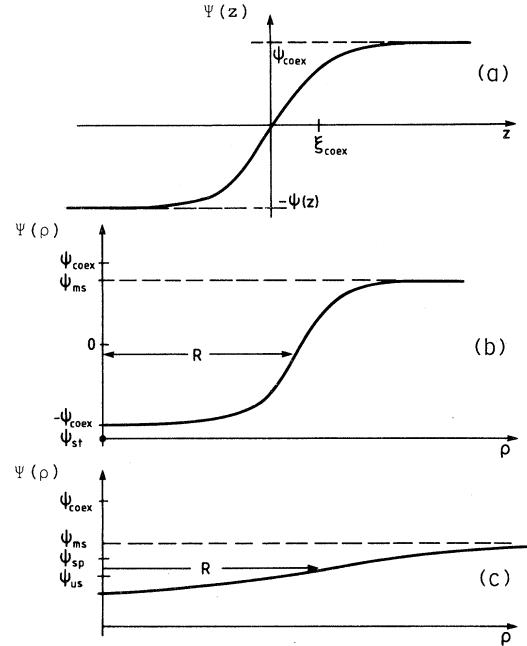 Ψ(z)
ψcoex
(a)
ξcoex
z
-ψ(z)
Ψ(ρ)
ψcoex
ψms
0
R
(b)
-ψcoex
ψst
ρ
Ψ(ρ)
ψcoex
ψms
ψsp
R
ψus
(c)
ρ